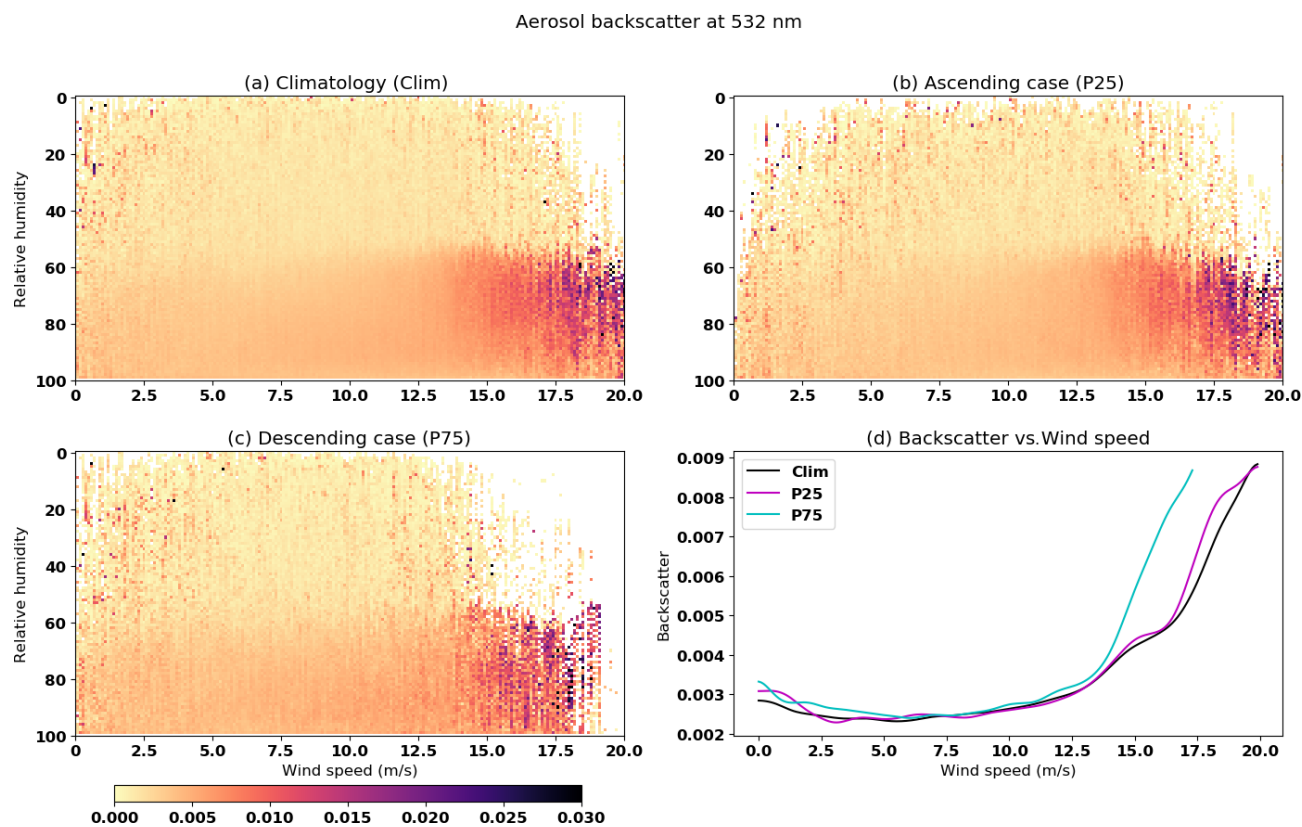 Aerosol backscatter at 532 nm
(a) Climatology (Clim)
0
20
40
60
80
100
Relative humidity
0 2.5 5.0 7.5 10.0 12.5 15.0 17.5 20.0
(b) Ascending case (P25)
0
20
40
60
80
100
0 2.5 5.0 7.5 10.0 12.5 15.0 17.5 20.0
(c) Descending case (P75)
0
20
40
60
80
100
Relative humidity
0 2.5 5.0 7.5 10.0 12.5 15.0 17.5 20.0
Wind speed (m/s)
(d) Backscatter vs.Wind speed
0.009
0.008
0.007
0.006
0.005
0.004
0.003
0.002
Backscatter
Clim
P25
P75
0.0 2.5 5.0 7.5 10.0 12.5 15.0 17.5 20.0
Wind speed (m/s)
0.000 0.005 0.010 0.015 0.020 0.025 0.030